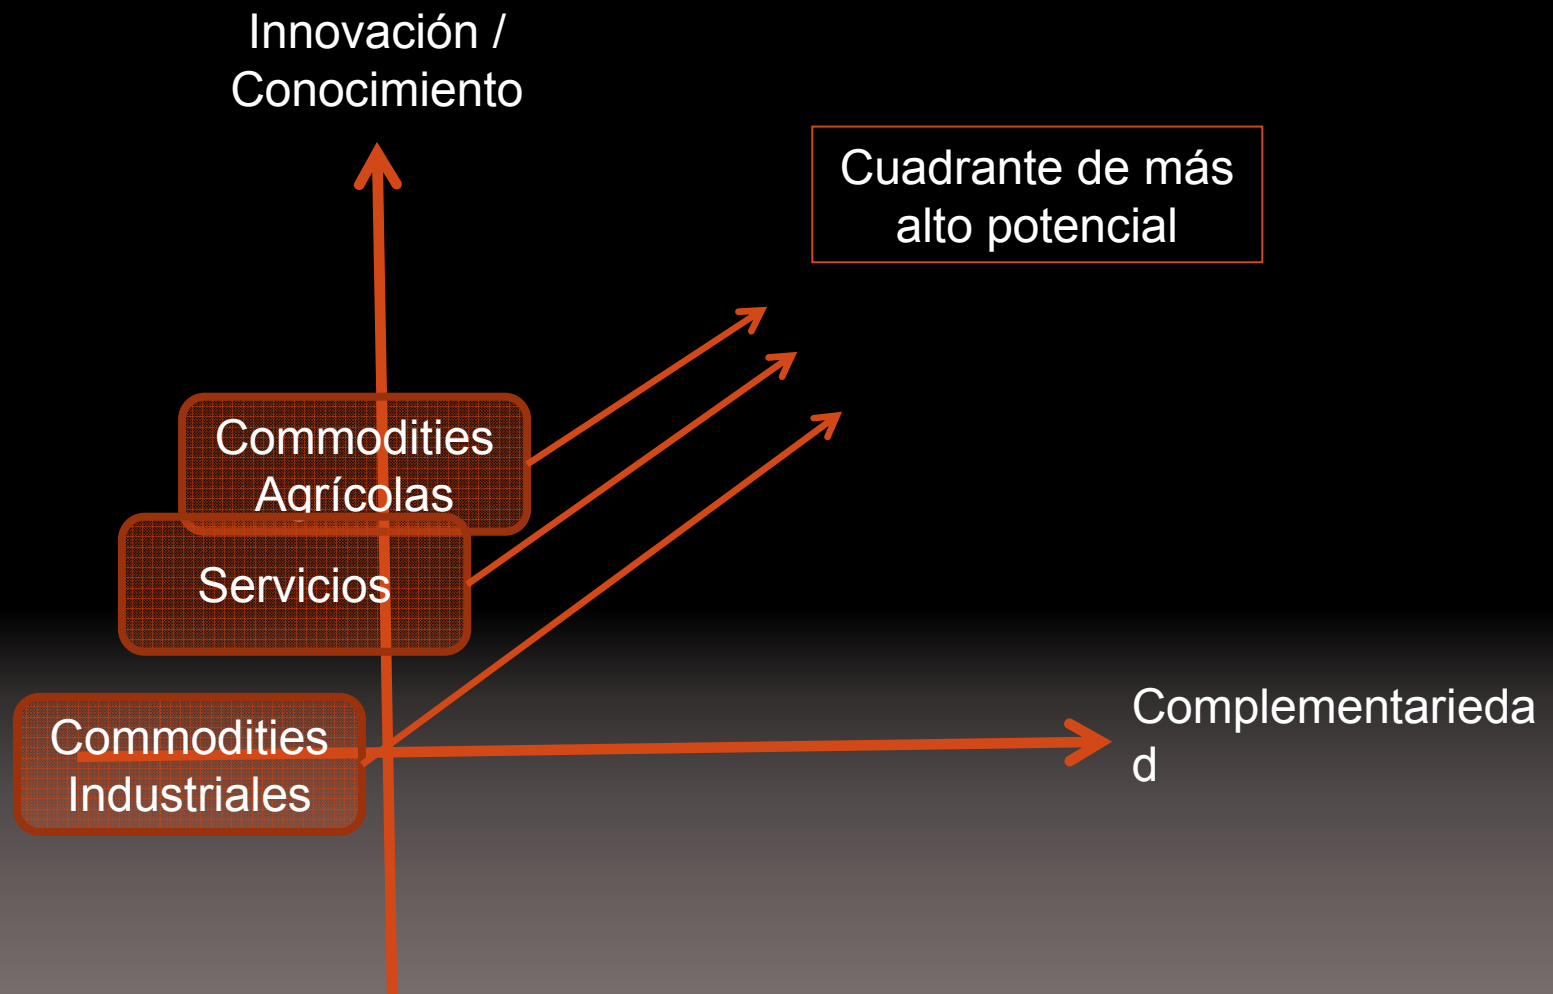 Innovación /
Conocimiento
Cuadrante de más
alto potencial
Commodities
Agrícolas
Servicios
Complementarieda
d
Commodities
Industriales